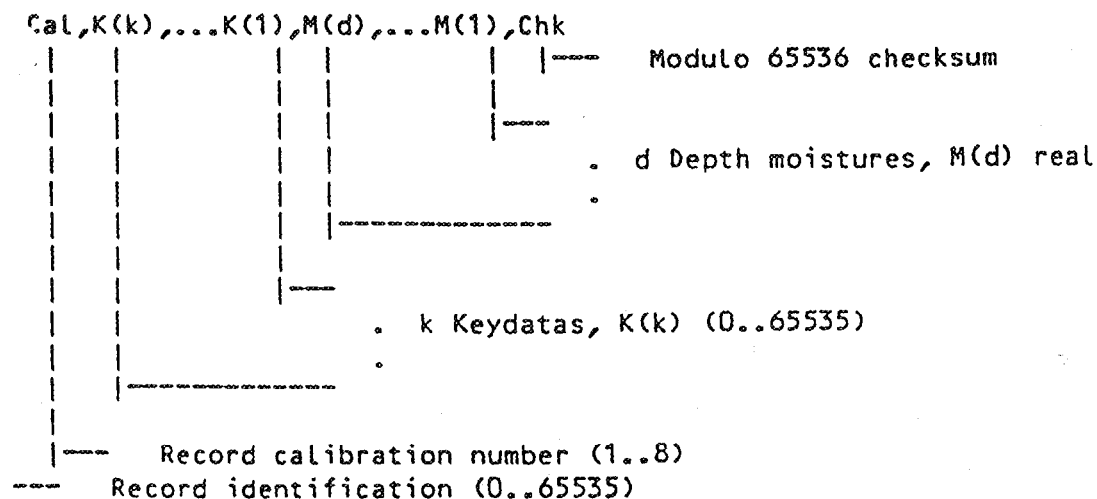 Cal,K(k),...K(1),M(d),...M(1),Chk
Modulo 65536 checksum
. d Depth moistures, M(d) real
.
. k Keydatas, K(k) (0..65535)
.
Record calibration number (1..8)
Record identification (0..65535)